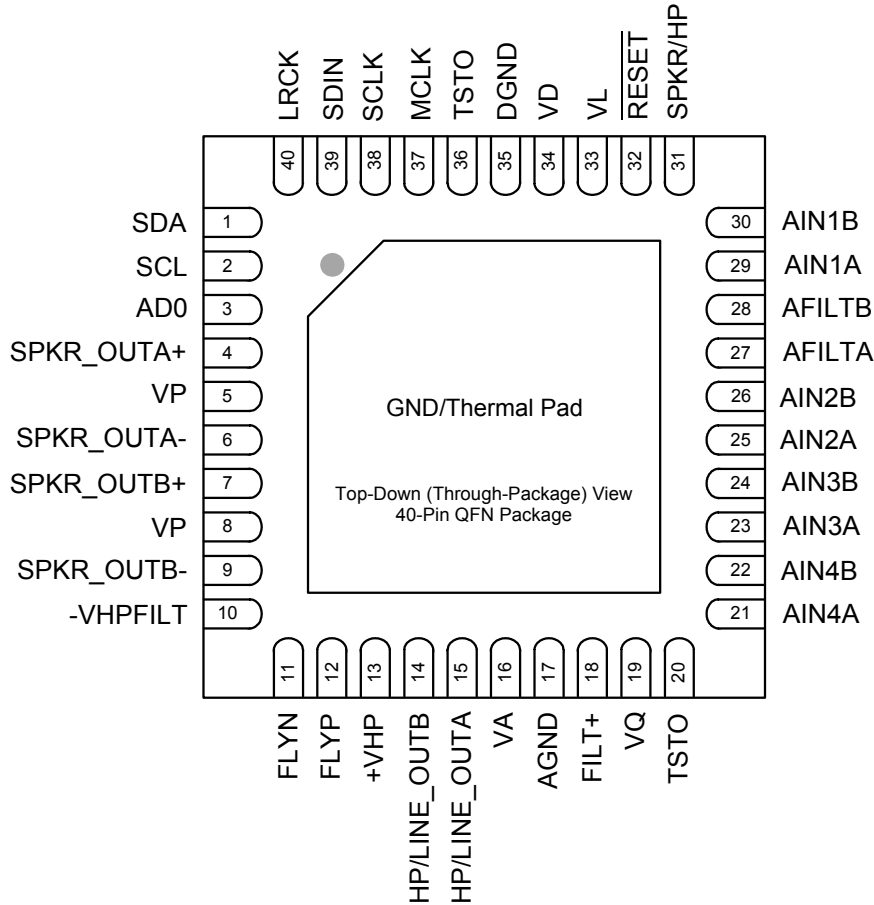 LRCK
SDIN
SCLK
MCLK
TSTO
DGND
VD
VL
RESET
SPKR/HP
40
39
38
37
36
35
34
33
32
31
SDA 1
SCL 2
AD0 3
SPKR_OUTA+ 4
VP 5
SPKR_OUTA- 6
SPKR_OUTB+ 7
VP 8
SPKR_OUTB- 9
-VHPFILT 10
GND/Thermal Pad
Top-Down (Through-Package) View
40-Pin QFN Package
30 AIN1B
29 AIN1A
28 AFILTB
27 AFILTA
26 AIN2B
25 AIN2A
24 AIN3B
23 AIN3A
22 AIN4B
21 AIN4A
11
12
13
14
15
16
17
18
19
20
FLYN
FLYP
+VHP
HP/LINE_OUTB
HP/LINE_OUTA
VA
AGND
FILT+
VQ
TSTO